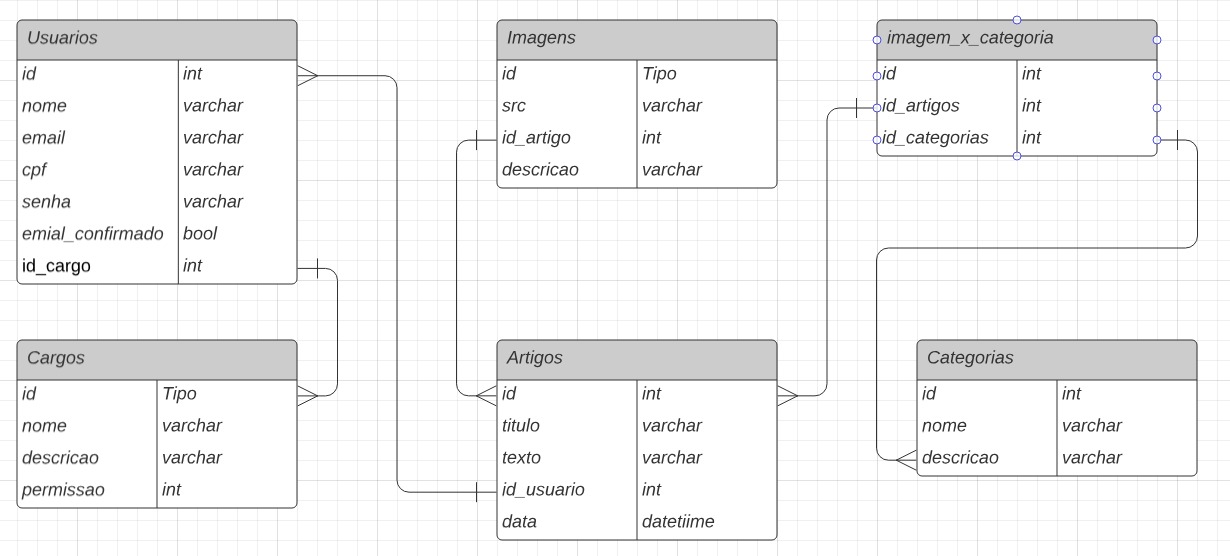 Usuarios
id int
nome varchar
email varchar
cpf varchar
senha varchar
emial_confirmado bool
id_cargo int
Imagens
id Tipo
src varchar
id_artigo int
descricao varchar
imagem_x_categoria
id int
id_artigos int
id_categorias int
Cargos
id Tipo
nome varchar
descricao varchar
permissao int
Artigos
id int
titulo varchar
texto varchar
id_usuario int
data datetiime
Categorias
id int
nome varchar
descricao varchar